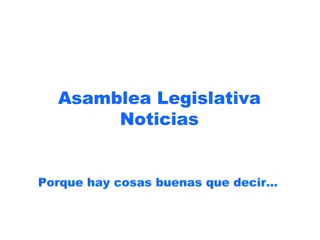 Asamblea Legislativa
Noticias
Porque hay cosas buenas que decir...